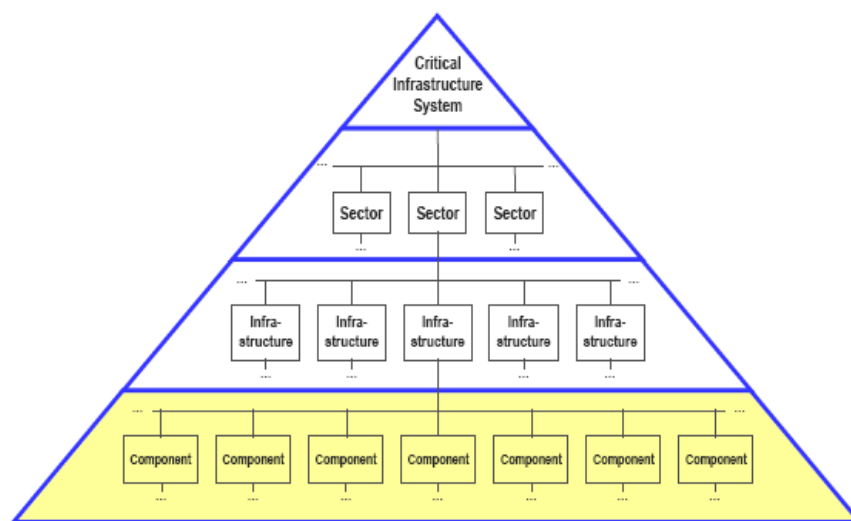 Critical
Infrastructure
System
... ...
Sector Sector Sector
... ... ...
... ...
Infra- Infra- Infra- Infra- Infra-
structure structure structure structure structure
... ... ... ... ...
... ...
Component Component Component Component Component Component Component
... ... ... ... ... ... ...